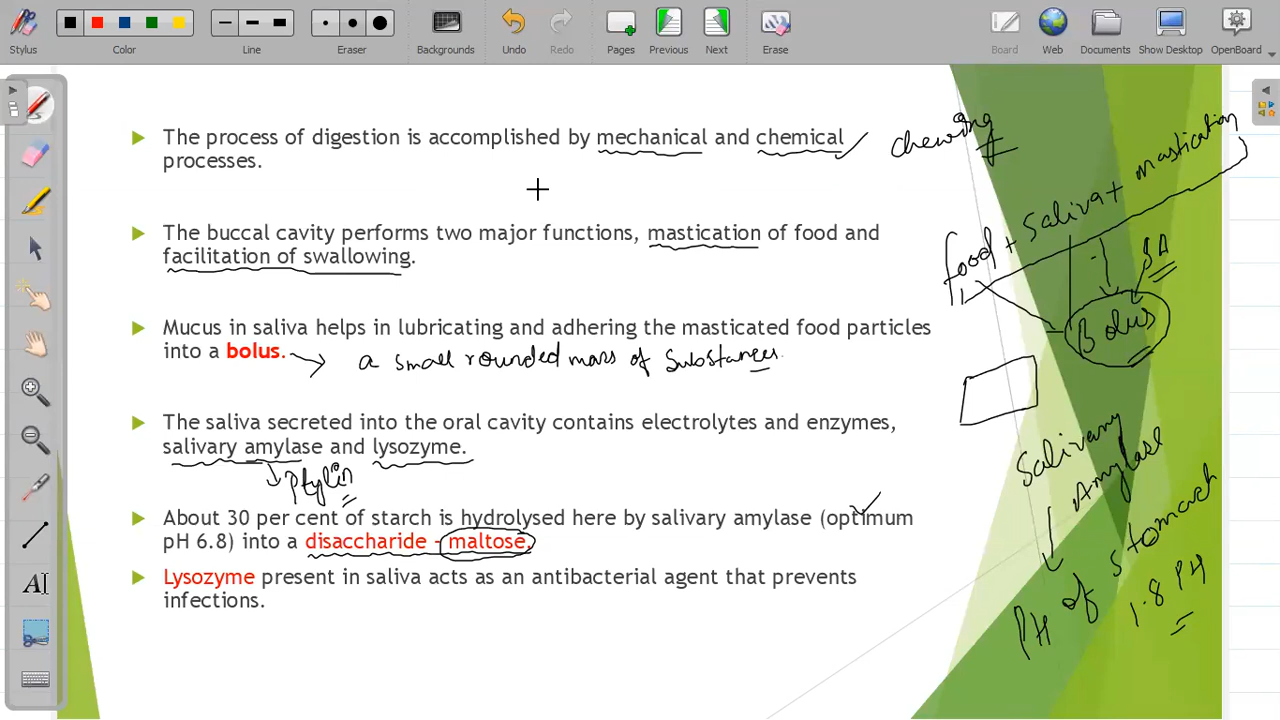 Stylus
Color
Line
Eraser
Backgrounds
Undo
Redo
Pages
Previous
Next
Erase
Board
Web
Documents
Show Desktop
OpenBoard
The process of digestion is accomplished by mechanical and chemical
processes.
chewing
The buccal cavity performs two major functions, mastication of food and
facilitation of swallowing.
food + Saliva + mastication
SA
Bolus
Mucus in saliva helps in lubricating and adhering the masticated food particles
into a bolus.
a small rounded mass of substances
The saliva secreted into the oral cavity contains electrolytes and enzymes,
salivary amylase and lysozyme.
Ptylin
Salivary
Amylase
About 30 per cent of starch is hydrolysed here by salivary amylase (optimum
pH 6.8) into a disaccharide - maltose.
Lysozyme present in saliva acts as an antibacterial agent that prevents
infections.
PH of Stomach
1.8 PH
AI